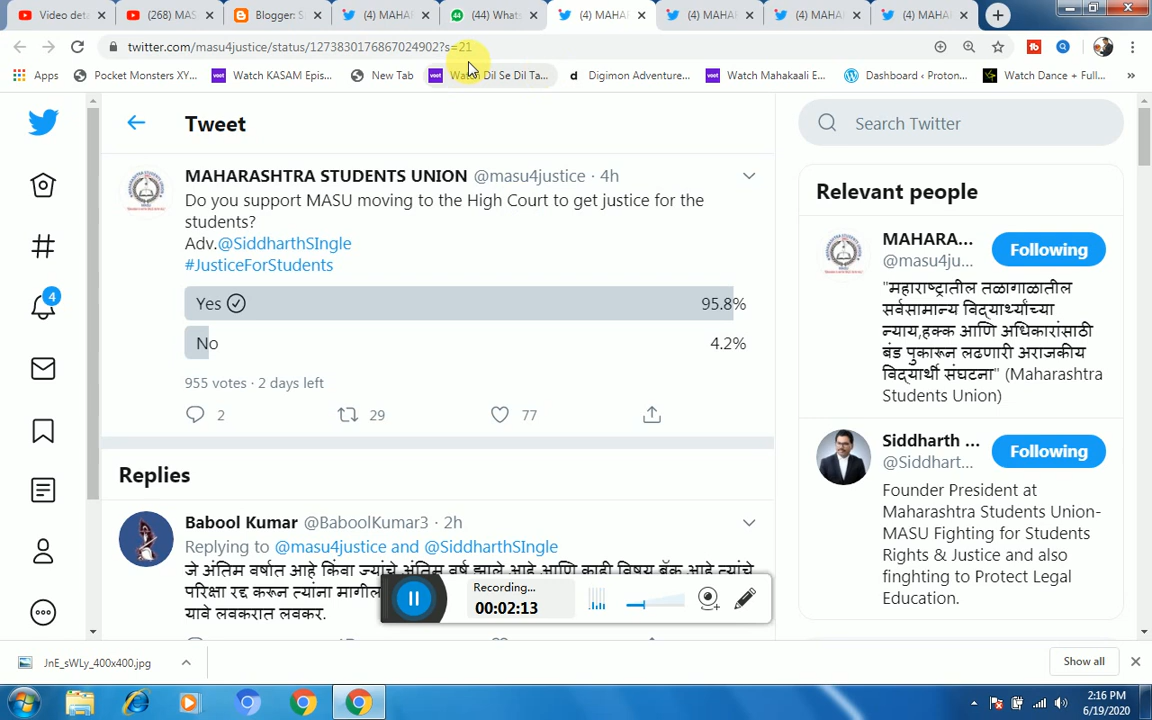 Video deta
(268) MAS
Blogger: S
(4) MAHAR
(44) Whats
(4) MAHAR
(4) MAHAR
(4) MAHAR
(4) MAHAR
twitter.com/masu4justice/status/1273830176867024902?s=21
Apps
Pocket Monsters XY...
Watch KASAM Epis...
New Tab
Watch Dil Se Dil Ta...
Digimon Adventure...
Watch Mahakaali E...
Dashboard ‹ Proton...
Watch Dance + Full...
Tweet
Search Twitter
MAHARASHTRA STUDENTS UNION @masu4justice · 4h
Do you support MASU moving to the High Court to get justice for the
students?
Adv.@SiddharthSIngle
#JusticeForStudents
Yes 95.8%
No 4.2%
955 votes · 2 days left
2 29 77
Replies
Babool Kumar @BaboolKumar3 · 2h
Replying to @masu4justice and @SiddharthSIngle
जे अंतिम वर्षात आहे किंवा ज्यांचे अंतिम वर्ष झाले आहे आणि काही विषय बॅक आहे त्यांचे
परिक्षा रद्द करून त्यांना मागील
यावे लवकरात लवकर.
Relevant people
MAHARA...
@masu4ju...
Following
"महाराष्ट्रातील तळागाळातील
सर्वसामान्य विद्यार्थ्यांच्या
न्याय,हक्क आणि अधिकारांसाठी
बंड पुकारून लढणारी अराजकीय
विद्यार्थी संघटना" (Maharashtra
Students Union)
Siddharth ...
@Siddhart...
Following
Founder President at
Maharashtra Students Union-
MASU Fighting for Students
Rights & Justice and also
finghting to Protect Legal
Education.
4
Recording...
00:02:13
JnE_sWLy_400x400.jpg
Show all
2:16 PM
6/19/2020